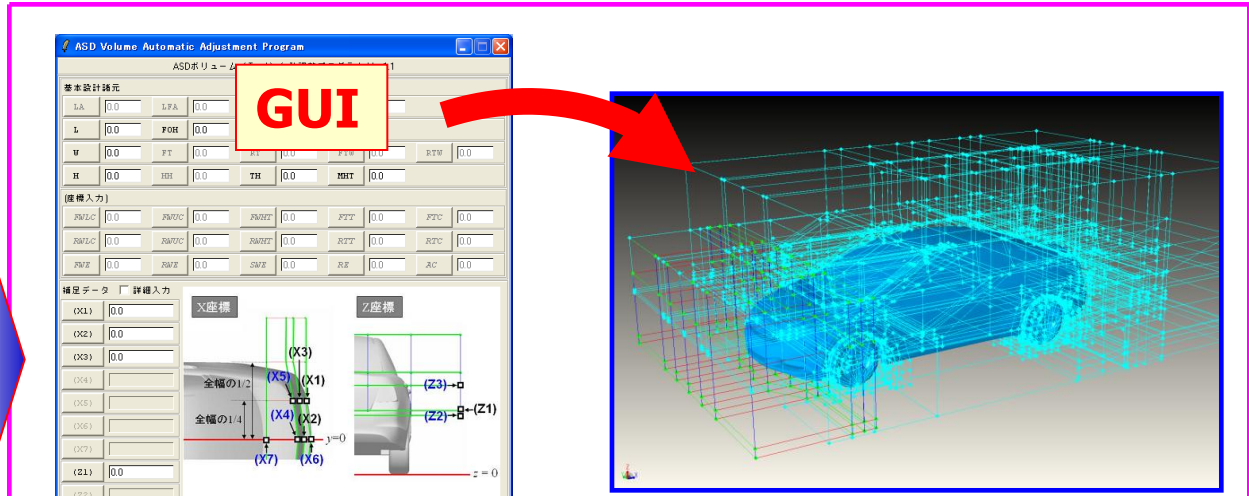 ASD Volume Automatic Adjustment Program
ASDボリューム
GUI
基本設計諸元
LA 0.0 LFA 0.0
L 0.0 FOH 0.0
W 0.0 FT 0.0 RT 0.0 FTW 0.0 RTW 0.0
H 0.0 HH 0.0 TH 0.0 MHT 0.0
(座標入力)
FWLC 0.0 FWUC 0.0 FWHT 0.0 FTT 0.0 FTC 0.0
RWLC 0.0 RWUC 0.0 RWHT 0.0 RTT 0.0 RTC 0.0
FWE 0.0 RWE 0.0 SWE 0.0 RE 0.0 AC 0.0
補足データ 詳細入力
(X1) 0.0
(X2) 0.0
(X3) 0.0
(X4)
(X5)
(X6)
(X7)
(Z1) 0.0
(Z2)
X座標
(X3)
(X5) (X1)
全幅の1/2
(X4) (X2)
全幅の1/4
y=0
(X7) (X6)
Z座標
(Z3)
(Z1)
(Z2)
z = 0